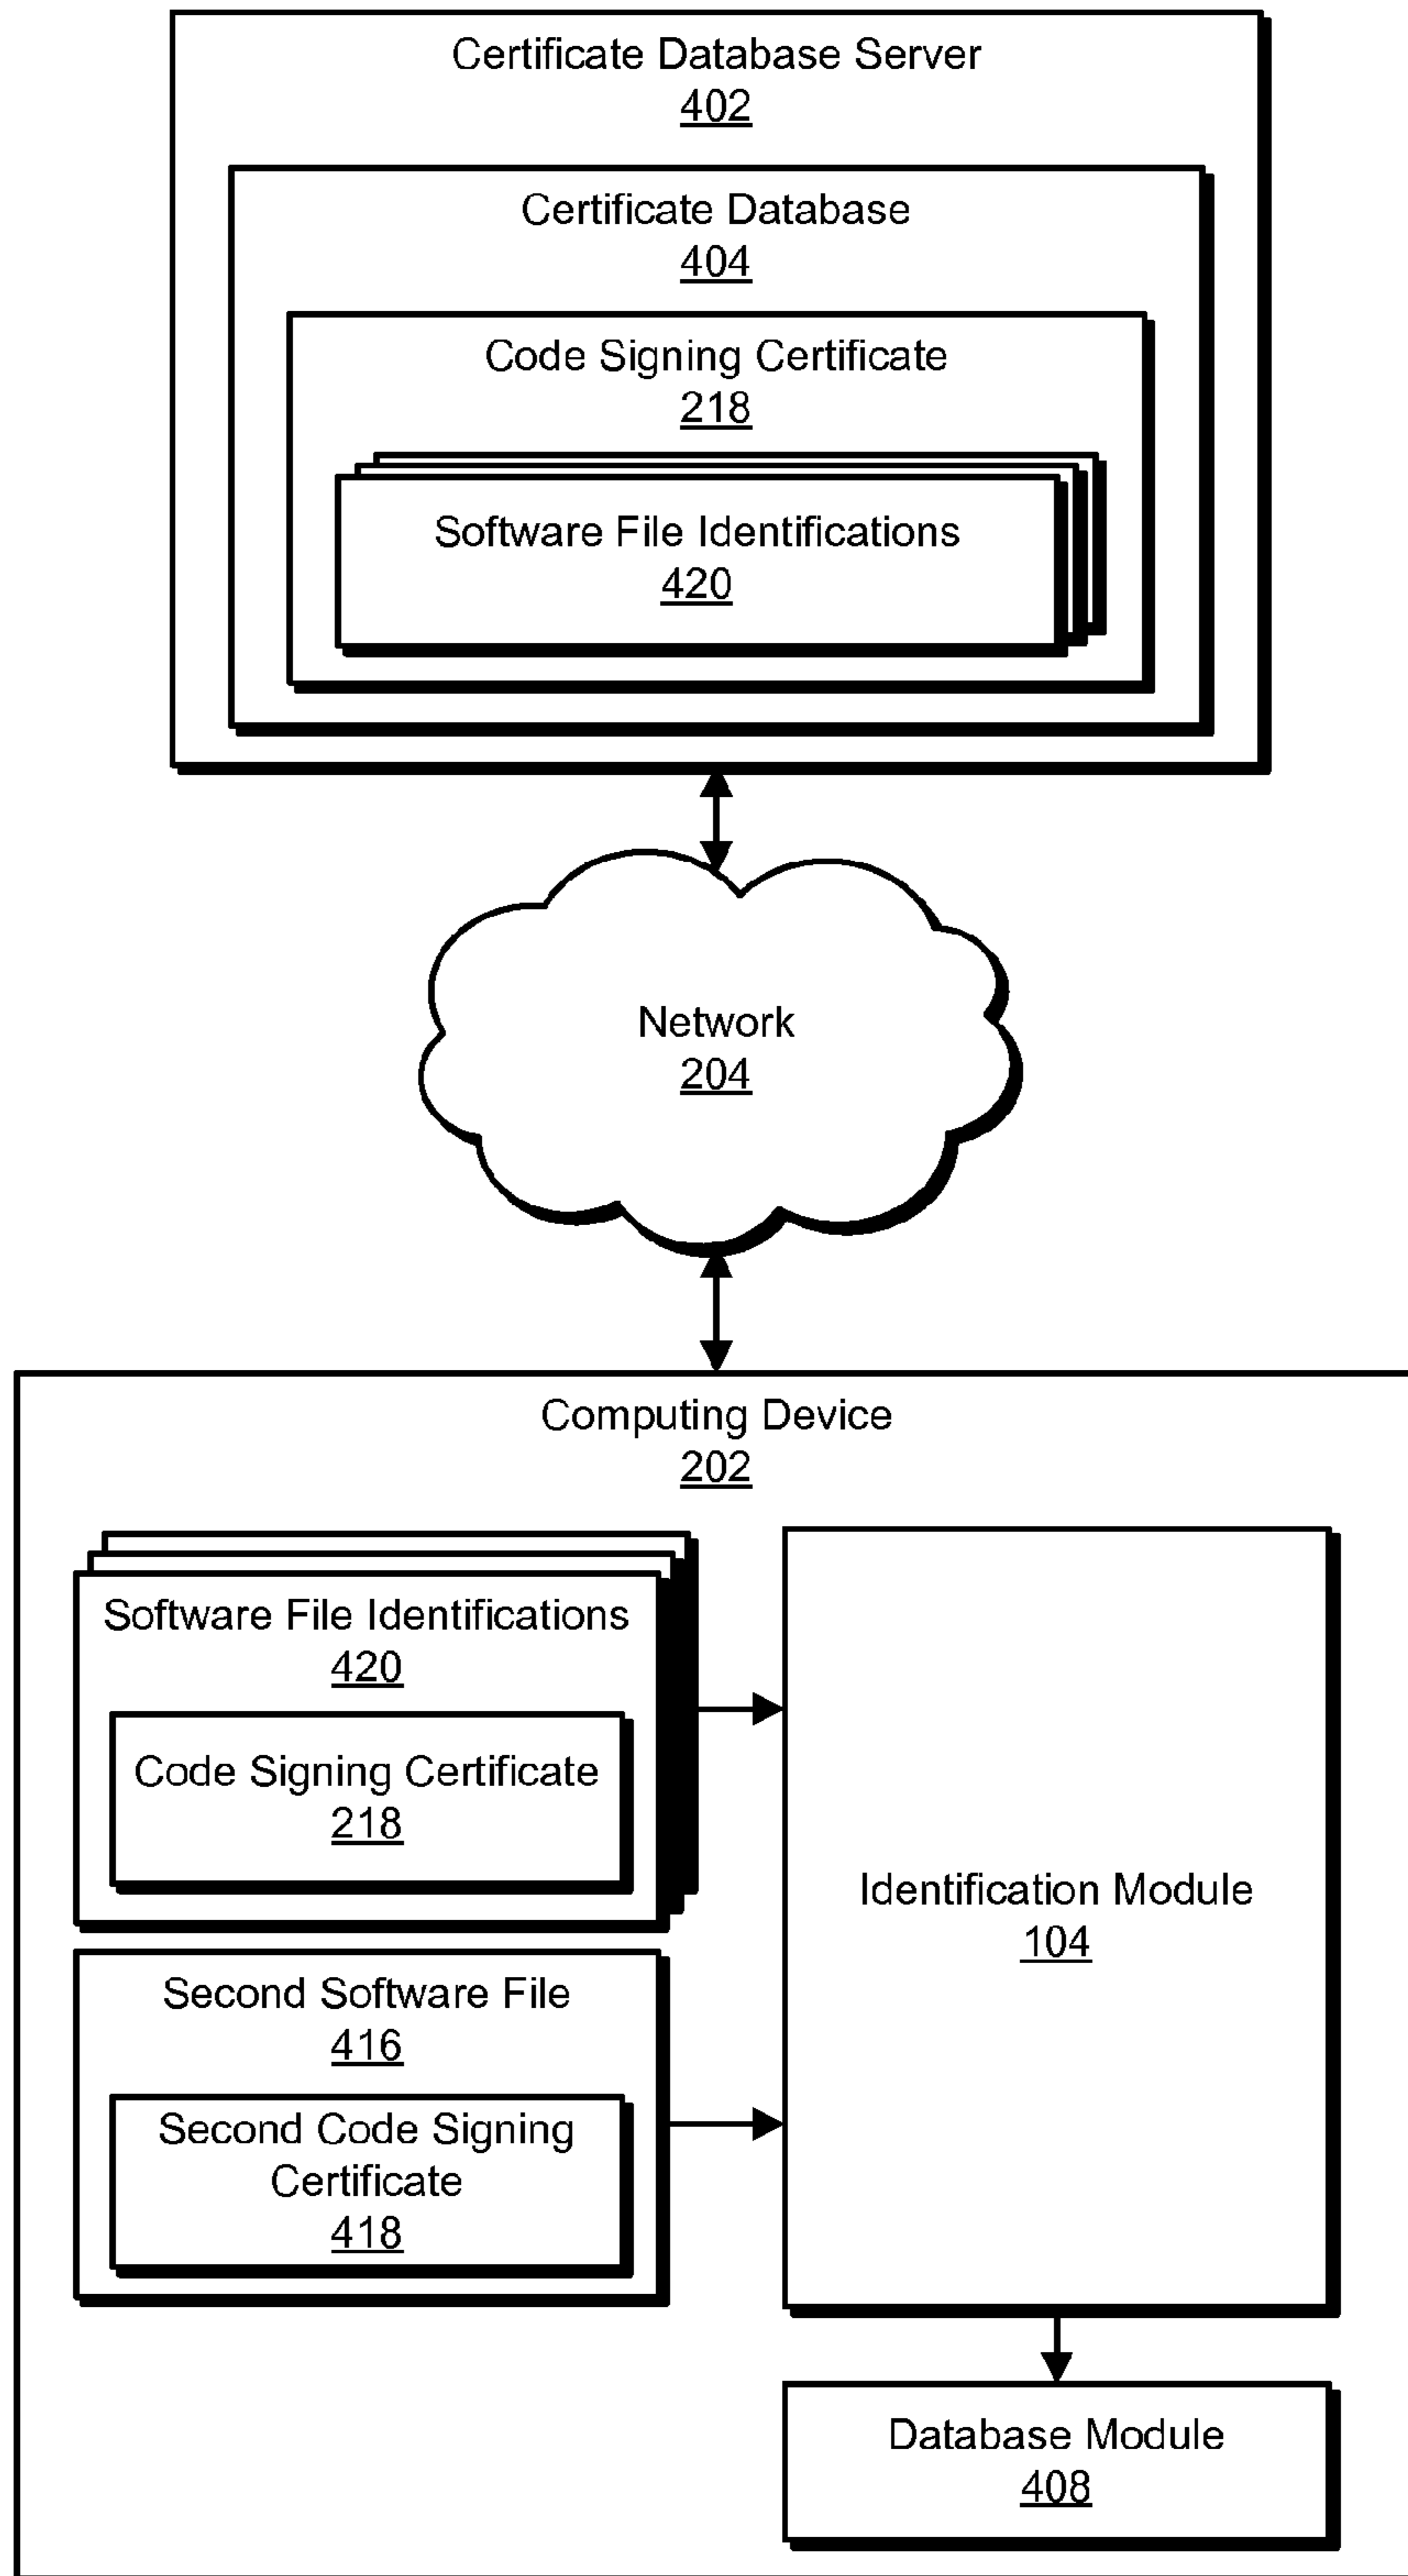 Certificate Database Server
402
Certificate Database
404
Code Signing Certificate
218
Software File Identifications
420
Network
204
Computing Device
202
Software File Identifications
420
Code Signing Certificate
218
Identification Module
104
Second Software File
416
Second Code Signing
Certificate
418
Database Module
408